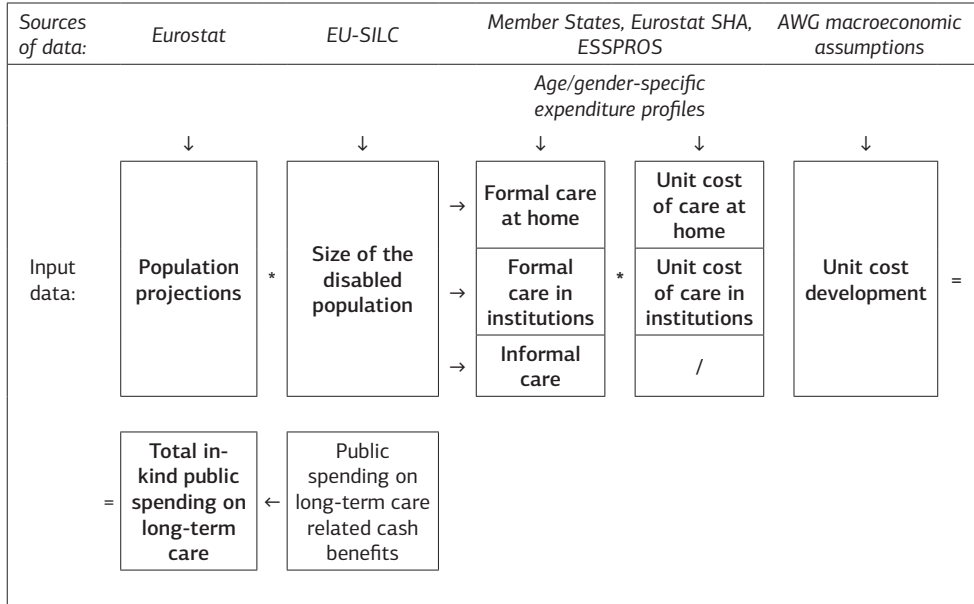 Sources of data:
Eurostat
EU-SILC
Member States, Eurostat SHA,
ESSPROS
AWG macroeconomic
assumptions
Age/gender-specific
expenditure profiles
↓ ↓ ↓ ↓ ↓
Input
data:
Population
projections
*
Size of the
disabled
population
→
Formal care
at home
→
Formal
care in
institutions
→
Informal
care
*
Unit cost
of care at
home
Unit cost
of care in
institutions
/
Unit cost
development
=
=
Total in-
kind public
spending on
long-term
care
←
Public
spending on
long-term care
related cash
benefits